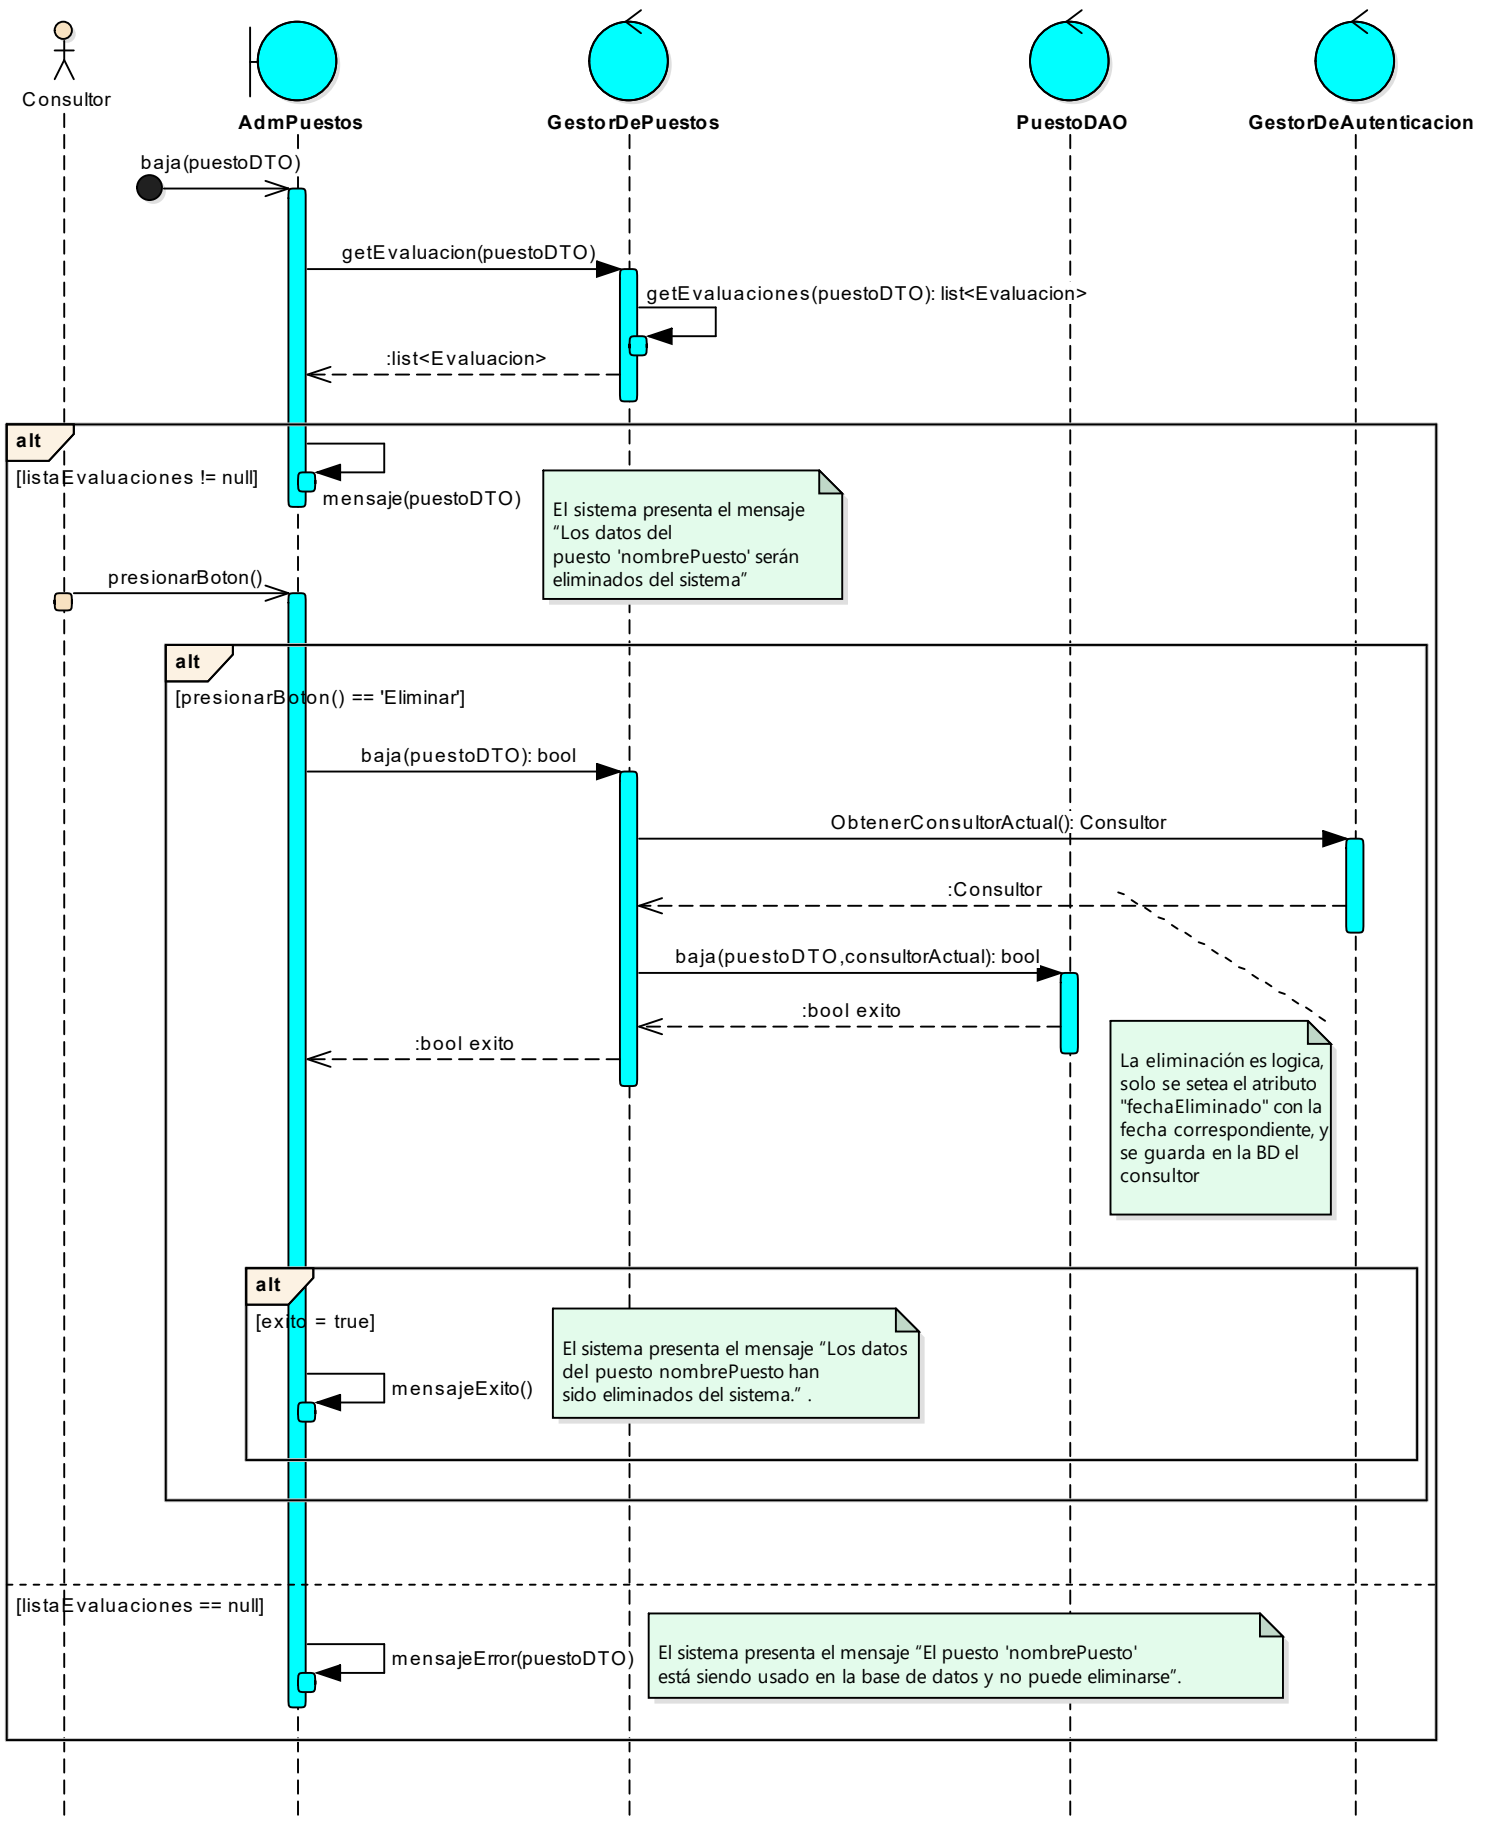 Consultor
AdmPuestos
GestorDePuestos
PuestoDAO
GestorDeAutenticacion
baja(puestoDTO)
getEvaluacion(puestoDTO)
getEvaluaciones(puestoDTO): list<Evaluacion>
:list<Evaluacion>
alt
[listaEvaluaciones != null]
mensaje(puestoDTO)
El sistema presenta el mensaje
“Los datos del
puesto 'nombrePuesto' serán
eliminados del sistema”
presionarBoton()
alt
[presionarBoton() == 'Eliminar']
baja(puestoDTO): bool
ObtenerConsultorActual(): Consultor
:Consultor
baja(puestoDTO,consultorActual): bool
:bool exito
:bool exito
La eliminación es logica,
solo se setea el atributo
"fechaEliminado" con la
fecha correspondiente, y
se guarda en la BD el
consultor
alt
[exito = true]
El sistema presenta el mensaje “Los datos
del puesto nombrePuesto han
sido eliminados del sistema.” .
mensajeExito()
[listaEvaluaciones == null]
mensajeError(puestoDTO)
El sistema presenta el mensaje “El puesto 'nombrePuesto'
está siendo usado en la base de datos y no puede eliminarse”.